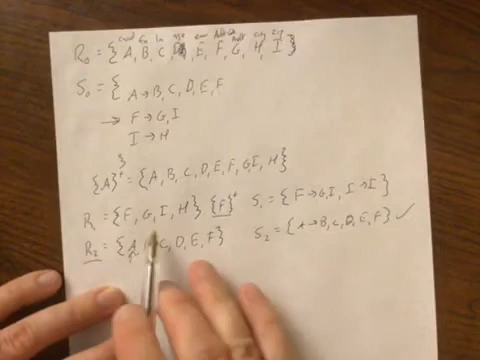 R₀ = { A, B, C, D, E, F, G, H, I }
S₀ = {
A → B, C, D, E, F
→ F → G, I
I → H
}
{A}⁺ = {A, B, C, D, E, F, G, I, H}
R₁ = {F, G, I, H} {F}⁺ S₁ = { F → G, I, I → I }
R₂ = {A, C, D, E, F} S₂ = { A → B, C, D, E, F } ✓